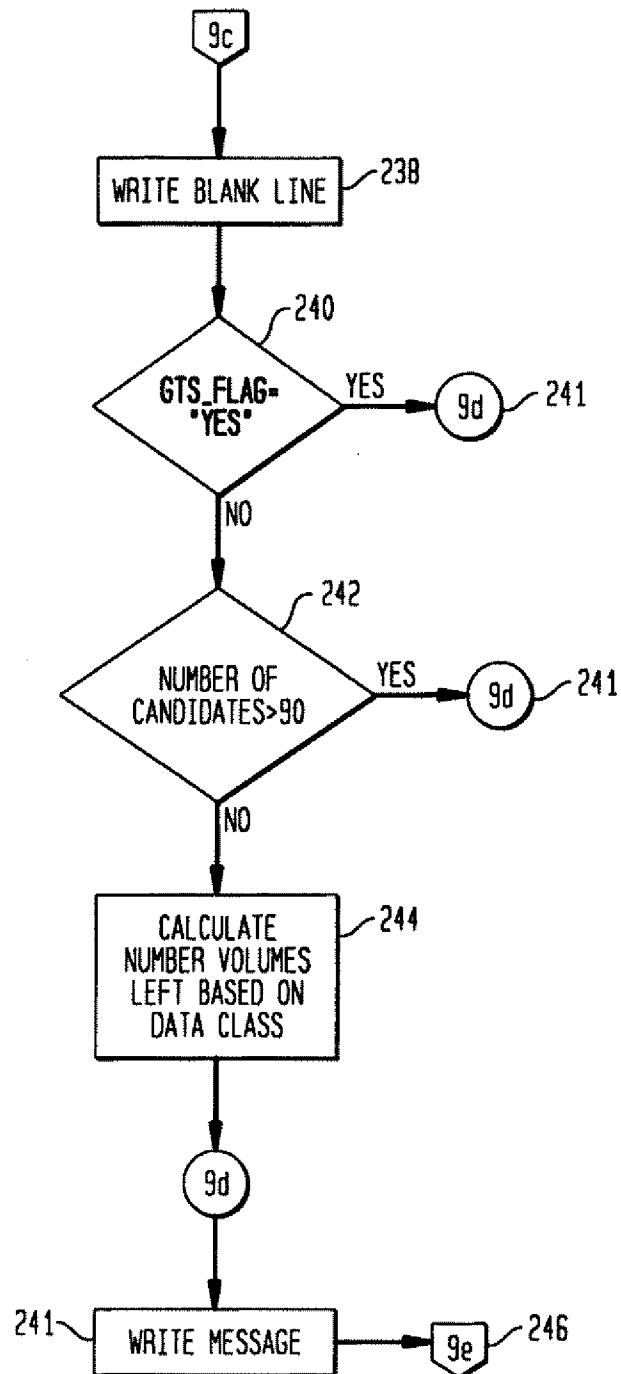 9c
WRITE BLANK LINE
238
240
GTS_FLAG=
"YES"
YES
9d
241
NO
242
NUMBER OF
CANDIDATES>90
YES
9d
241
NO
244
CALCULATE
NUMBER VOLUMES
LEFT BASED ON
DATA CLASS
9d
241
WRITE MESSAGE
9e
246